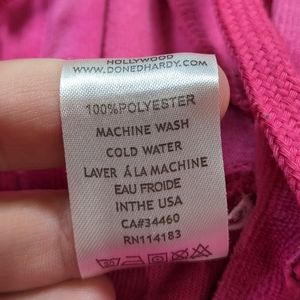 HOLLYWOOD
WWW.DONEDHARDY.COM
100%POLYESTER
MACHINE WASH
COLD WATER
LAVER Á LA MACHINE
EAU FROIDE
INTHE USA
CA#34460
RN114183